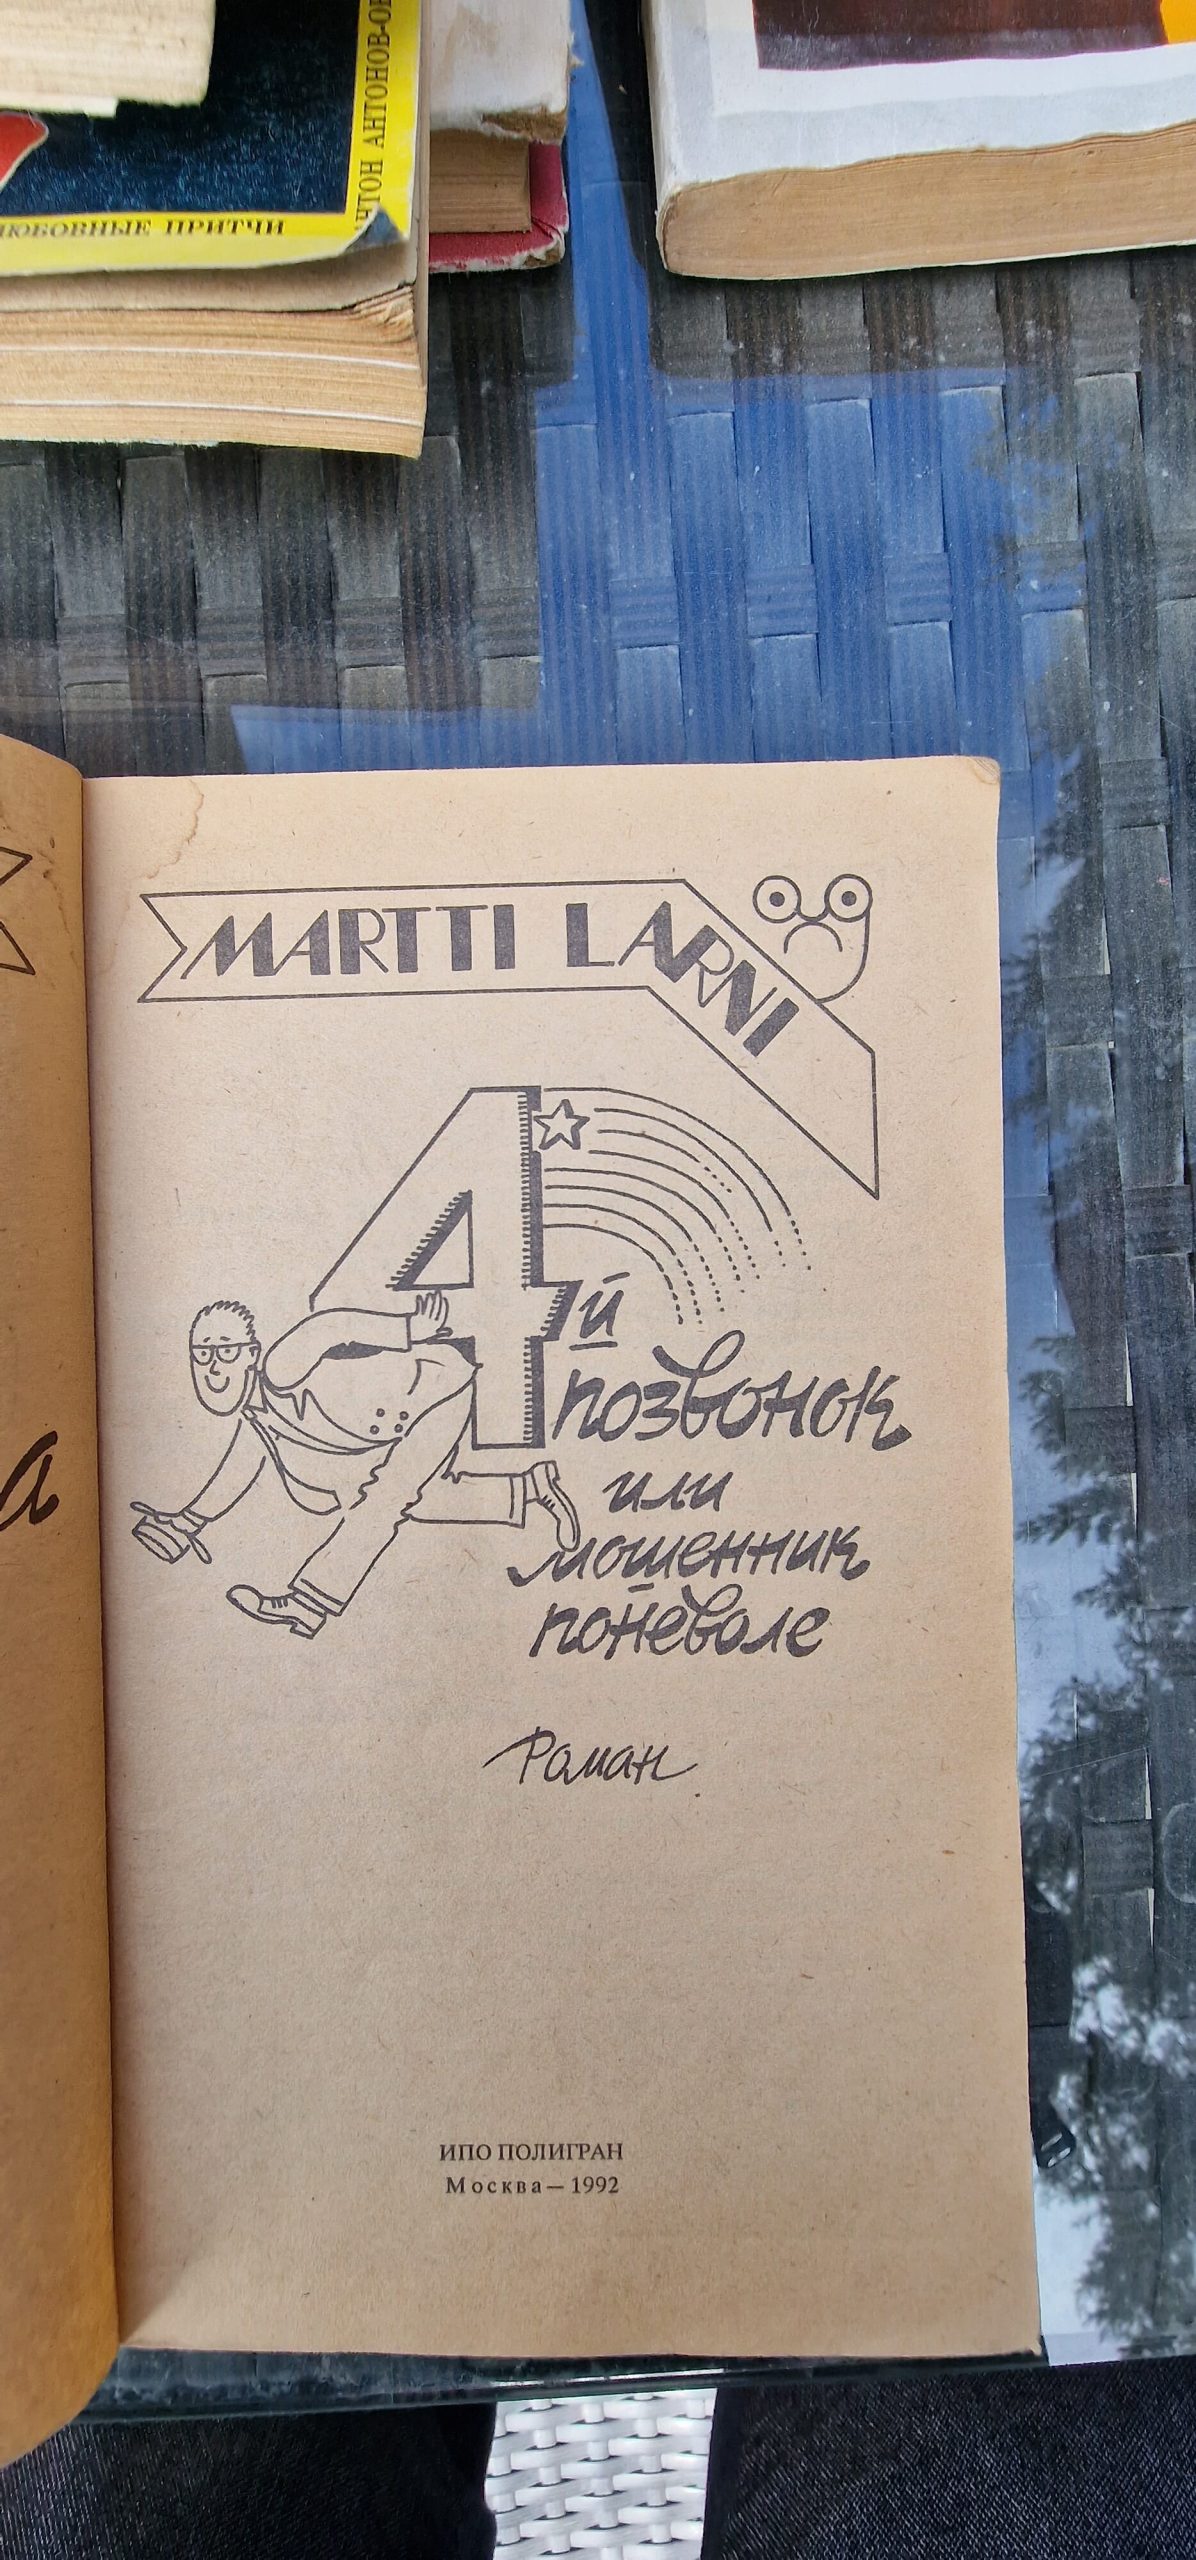 ЛЮБОВНЫЕ ПРИТЧИ
MARTTI LARNI
4й
позвонок
или
мошенник
поневоле
Роман
ИПО ПОЛИГРАН
Москва — 1992